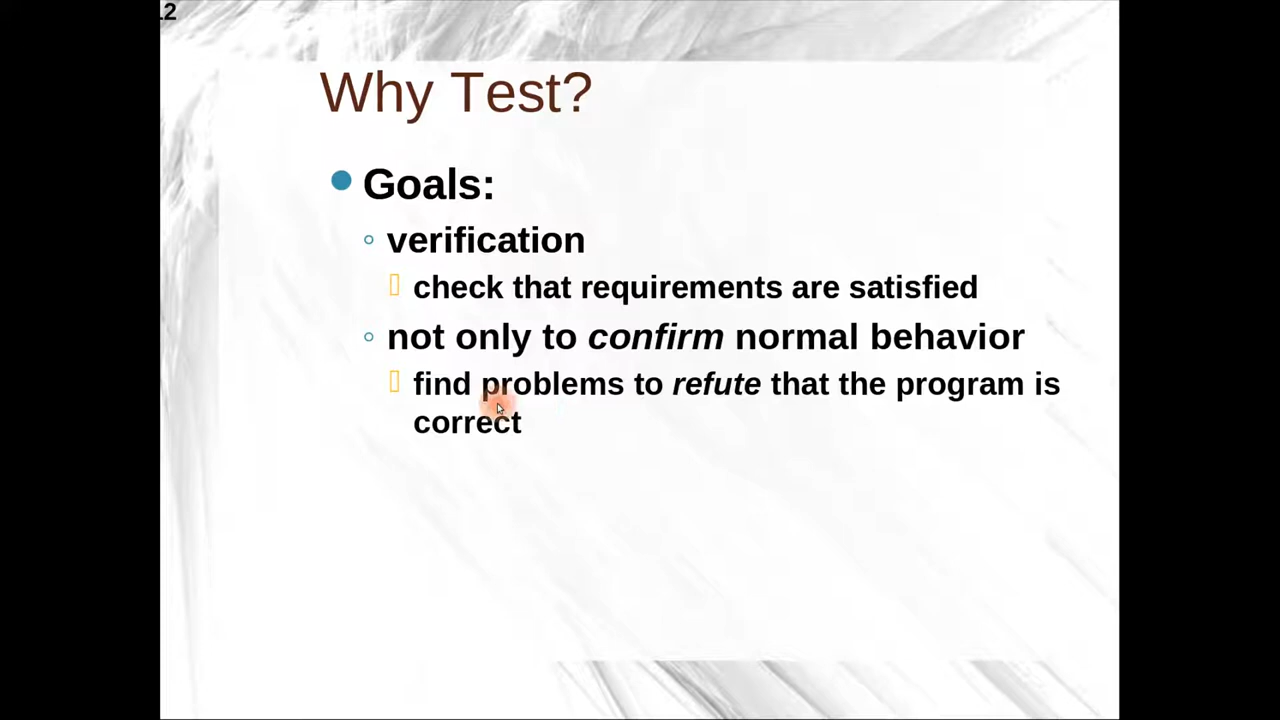 Why Test?
Goals:
verification
check that requirements are satisfied
not only to confirm normal behavior
find problems to refute that the program is
correct